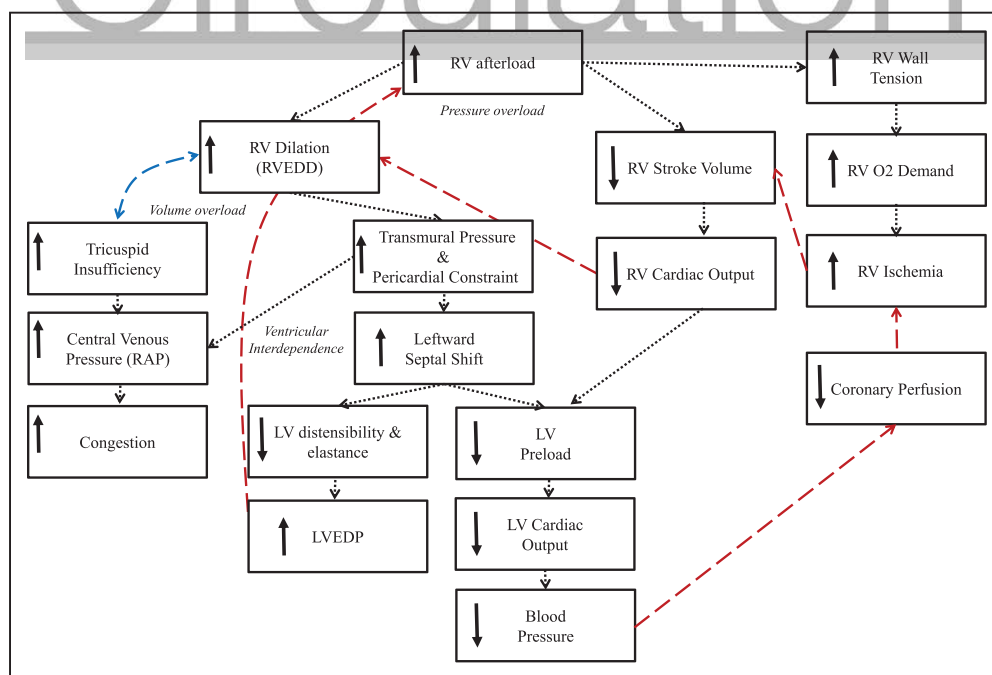 Circulation
RV afterload
RV Wall
Tension
Pressure overload
RV Dilation
(RVEDD)
RV Stroke Volume
RV O2 Demand
Volume overload
Tricuspid
Insufficiency
Transmural Pressure
&
Pericardial Constraint
RV Cardiac Output
RV Ischemia
Central Venous
Pressure (RAP)
Ventricular
Interdependence
Leftward
Septal Shift
Coronary Perfusion
Congestion
LV distensibility &
elastance
LV
Preload
LVEDP
LV Cardiac
Output
Blood
Pressure